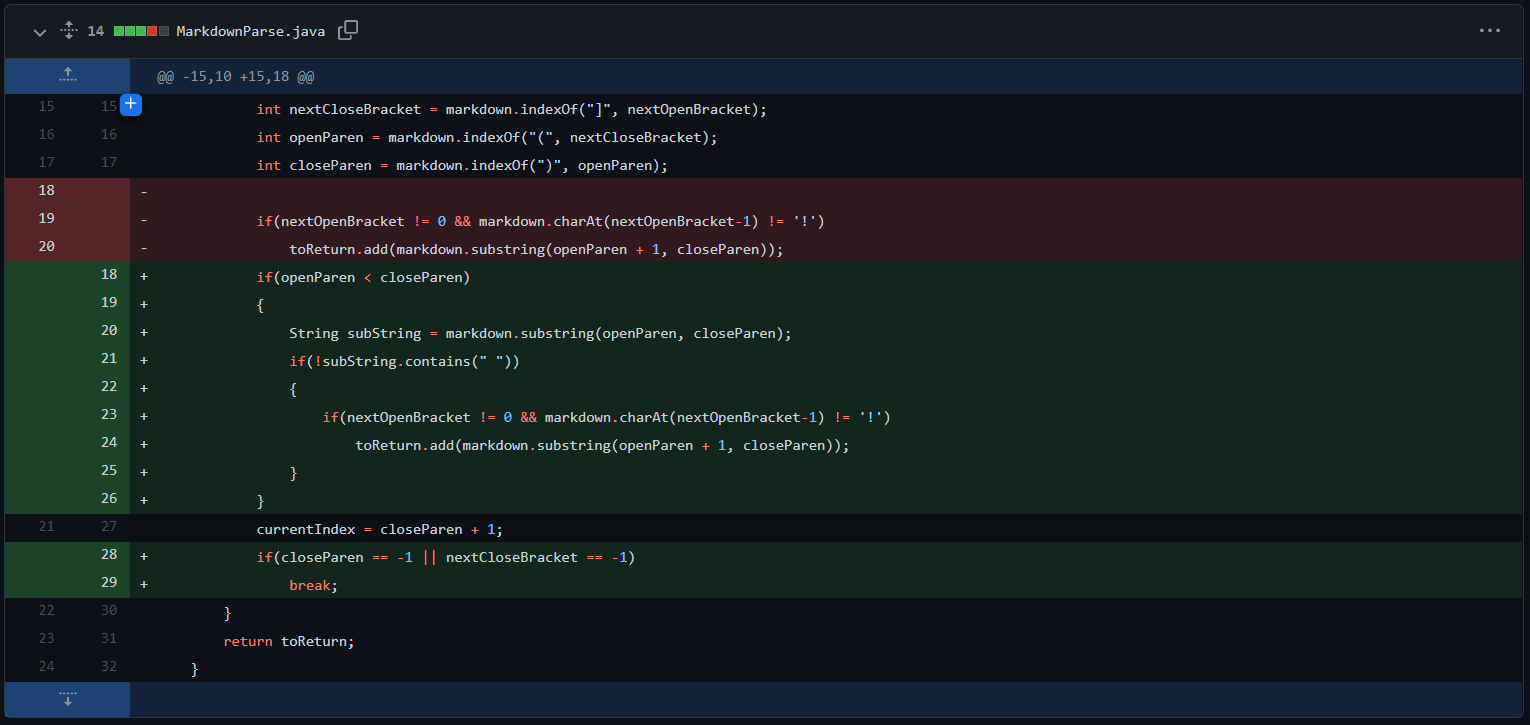 14 MarkdownParse.java
@@ -15,10 +15,18 @@
15 15 int nextCloseBracket = markdown.indexOf("]", nextOpenBracket);
16 16 int openParen = markdown.indexOf("(", nextCloseBracket);
17 17 int closeParen = markdown.indexOf(")", openParen);
18 -
19 - if(nextOpenBracket != 0 && markdown.charAt(nextOpenBracket-1) != '!')
20 - toReturn.add(markdown.substring(openParen + 1, closeParen));
18 + if(openParen < closeParen)
19 + {
20 + String subString = markdown.substring(openParen, closeParen);
21 + if(!subString.contains(" "))
22 + {
23 + if(nextOpenBracket != 0 && markdown.charAt(nextOpenBracket-1) != '!')
24 + toReturn.add(markdown.substring(openParen + 1, closeParen));
25 + }
26 + }
21 27 currentIndex = closeParen + 1;
28 + if(closeParen == -1 || nextCloseBracket == -1)
29 + break;
22 30 }
23 31 return toReturn;
24 32 }